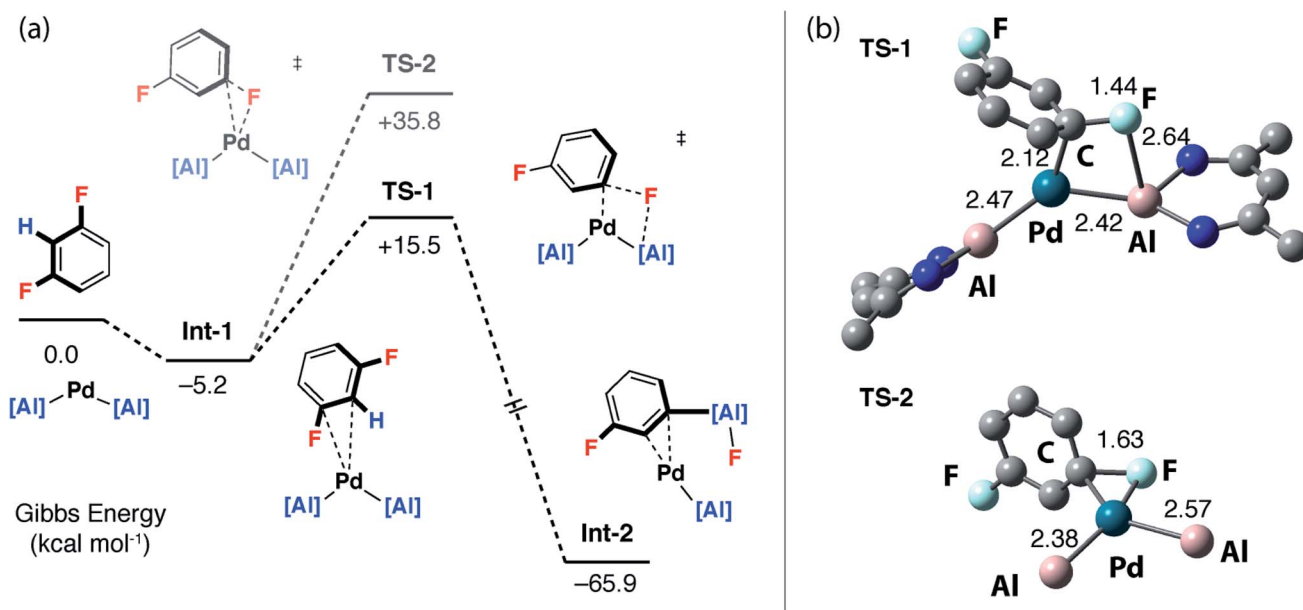 (a)
F
F
Pd
[Al] [Al]
‡
TS-2
+35.8
TS-1
+15.5
F
F
Pd
[Al] [Al]
‡
F
H
F
0.0
Pd
[Al] [Al]
Int-1
–5.2
F
H
F
Pd
[Al] [Al]
F
[Al]
F
Pd
[Al]
Int-2
–65.9
Gibbs Energy
(kcal mol-1)
(b)
TS-1
F
1.44
F
2.64
C
2.12
2.47
2.42
Pd
Al
Al
TS-2
C
1.63
F
F
2.57
2.38
Al
Pd
Al